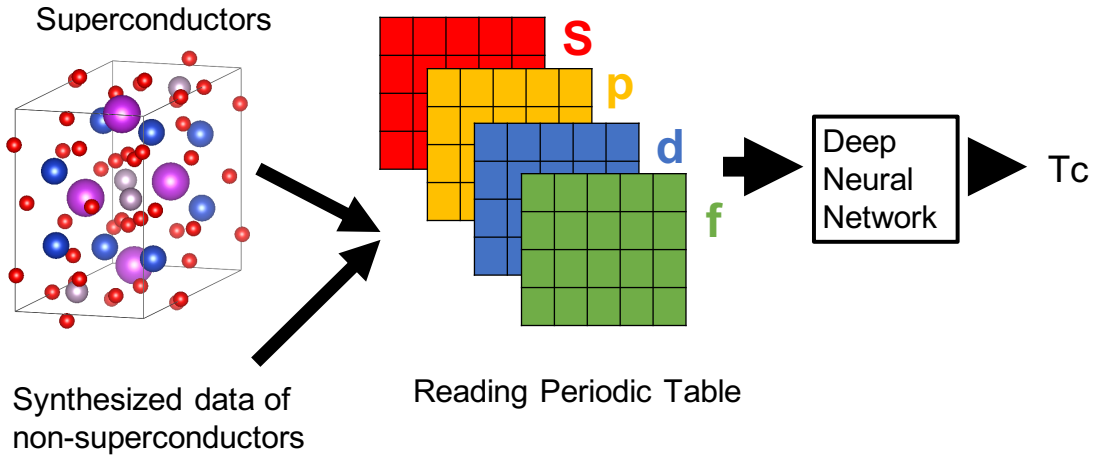 Superconductors
S
p
d
f
Deep
Neural
Network
Tc
Synthesized data of
non-superconductors
Reading Periodic Table